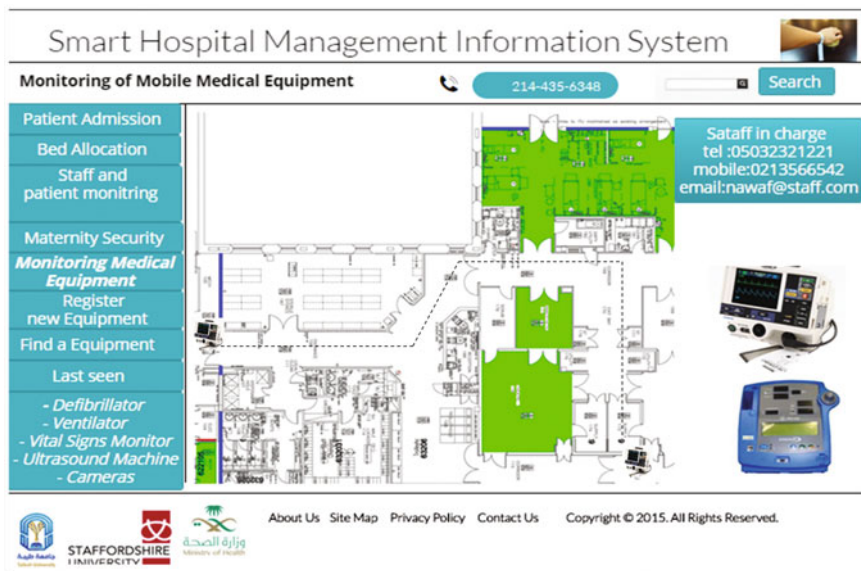 Smart Hospital Management Information System
Monitoring of Mobile Medical Equipment
214-435-6348
Search
Patient Admission
Bed Allocation
Staff and
patient monitring
Maternity Security
Monitoring Medical
Equipment
Register
new Equipment
Find a Equipment
Last seen
- Defibrillator
- Ventilator
- Vital Signs Monitor
- Ultrasound Machine
- Cameras
Sataff in charge
tel :05032321221
mobile:0213566542
email:nawaf@staff.com
63206
جامعة طيبة
STAFFORDSHIRE
UNIVERSITY
وزارة الصحة
Ministry of Health
About Us Site Map Privacy Policy Contact Us Copyright © 2015. All Rights Reserved.